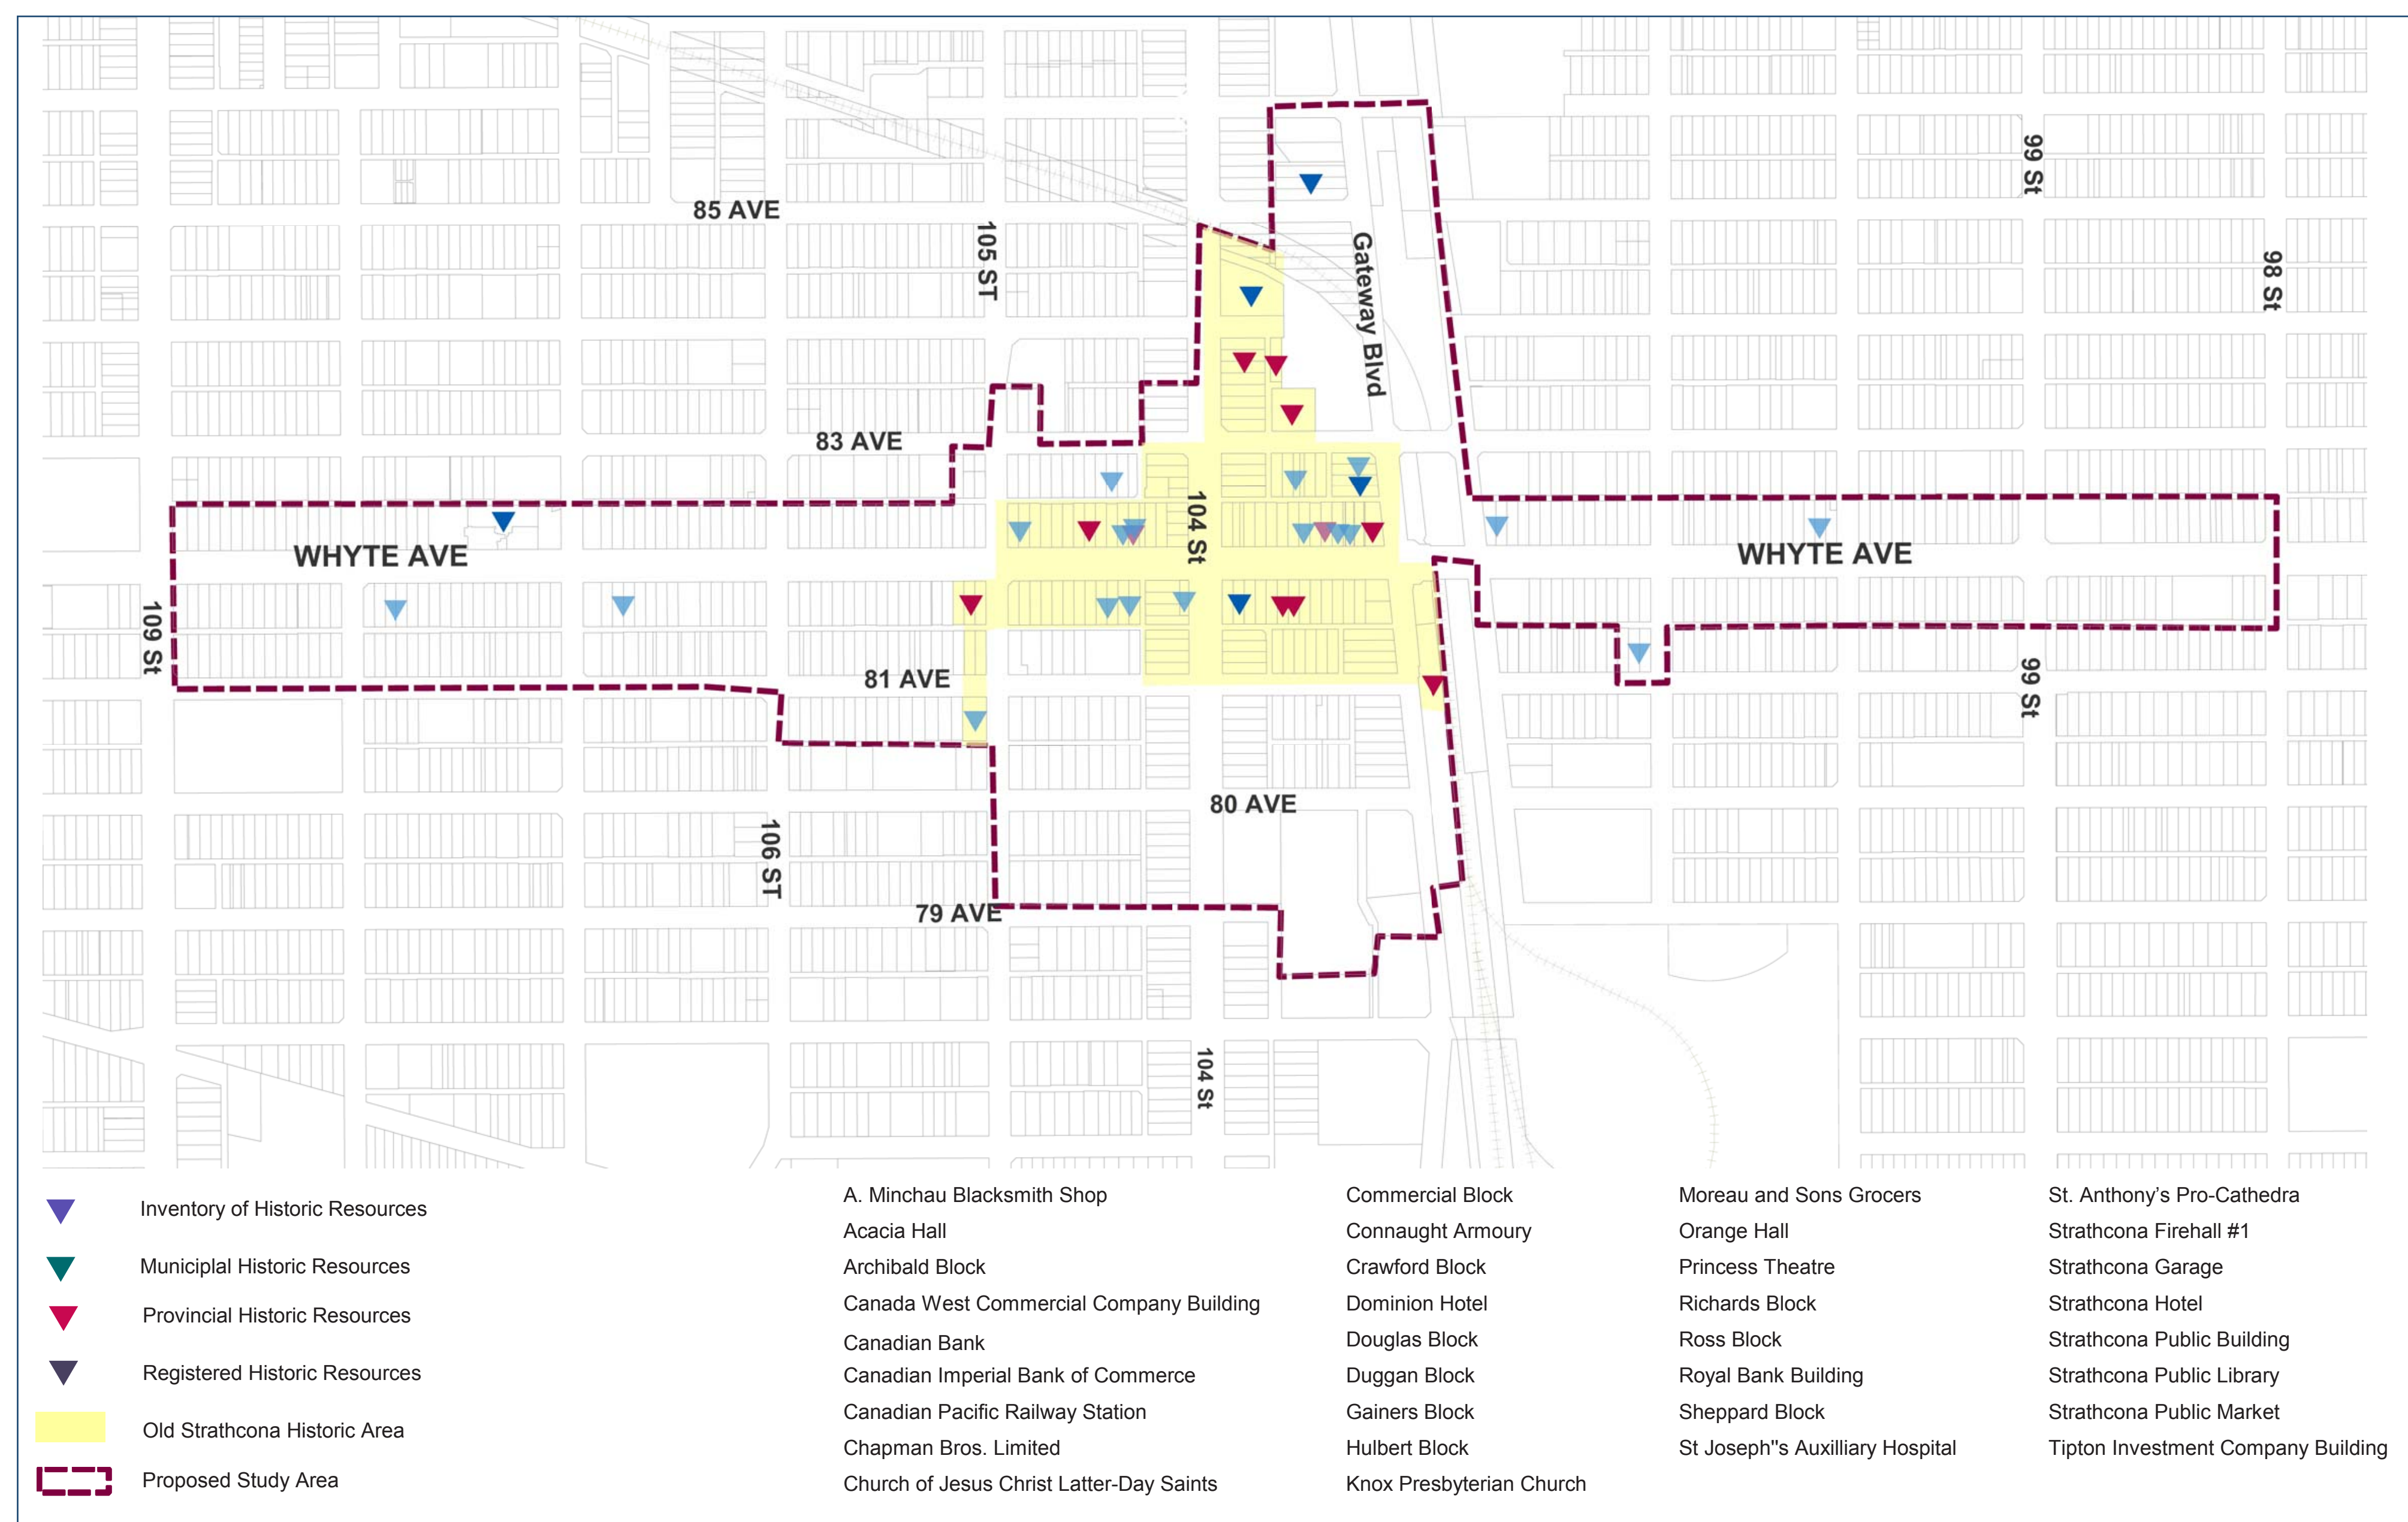 99 St
85 AVE
105 ST
Gateway Blvd
98 St
83 AVE
104 St
WHYTE AVE
WHYTE AVE
109 St
81 AVE
99 St
80 AVE
106 ST
79 AVE
104 St
Inventory of Historic Resources
Municiplal Historic Resources
Provincial Historic Resources
Registered Historic Resources
Old Strathcona Historic Area
Proposed Study Area
A. Minchau Blacksmith Shop
Acacia Hall
Archibald Block
Canada West Commercial Company Building
Canadian Bank
Canadian Imperial Bank of Commerce
Canadian Pacific Railway Station
Chapman Bros. Limited
Church of Jesus Christ Latter-Day Saints
Commercial Block
Connaught Armoury
Crawford Block
Dominion Hotel
Douglas Block
Duggan Block
Gainers Block
Hulbert Block
Knox Presbyterian Church
Moreau and Sons Grocers
Orange Hall
Princess Theatre
Richards Block
Ross Block
Royal Bank Building
Sheppard Block
St Joseph"s Auxilliary Hospital
St. Anthony’s Pro-Cathedra
Strathcona Firehall #1
Strathcona Garage
Strathcona Hotel
Strathcona Public Building
Strathcona Public Library
Strathcona Public Market
Tipton Investment Company Building